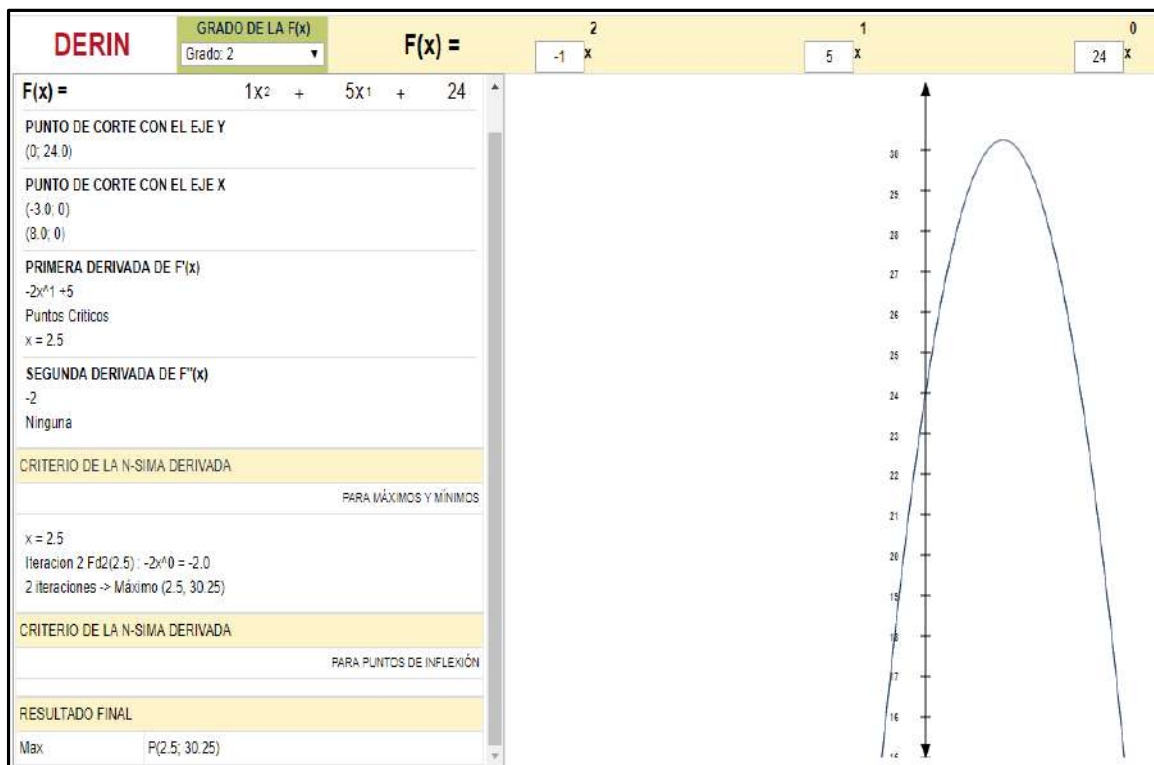 DERIN
GRADO DE LA F(x)
Grado: 2
F(x) =
-1 x 2
5 x 1
24 x 0
F(x) = 1x2 + 5x1 + 24
PUNTO DE CORTE CON EL EJE Y
(0; 24.0)
PUNTO DE CORTE CON EL EJE X
(-3.0; 0)
(8.0; 0)
PRIMERA DERIVADA DE F'(x)
-2x^1 +5
Puntos Criticos
x = 2.5
SEGUNDA DERIVADA DE F''(x)
-2
Ninguna
CRITERIO DE LA N-SIMA DERIVADA
PARA MÁXIMOS Y MÍNIMOS
x = 2.5
Iteracion 2 Fd2(2.5) : -2x^0 = -2.0
2 iteraciones -> Máximo (2.5, 30.25)
CRITERIO DE LA N-SIMA DERIVADA
PARA PUNTOS DE INFLEXIÓN
RESULTADO FINAL
Max P(2.5; 30.25)
30
29
28
27
26
25
24
23
22
21
20
19
18
17
16